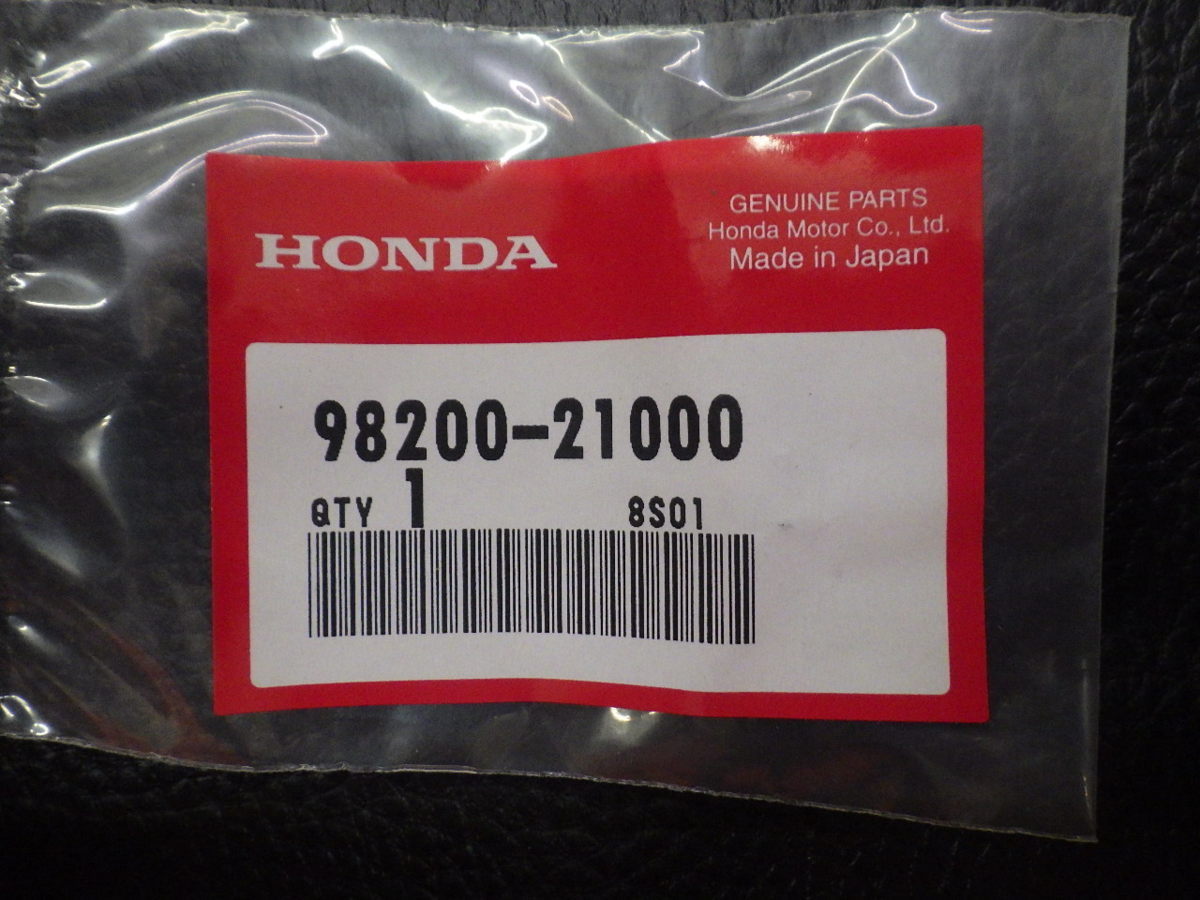 HONDA
GENUINE PARTS
Honda Motor Co., Ltd.
Made in Japan
98200-21000
QTY 1 8S01